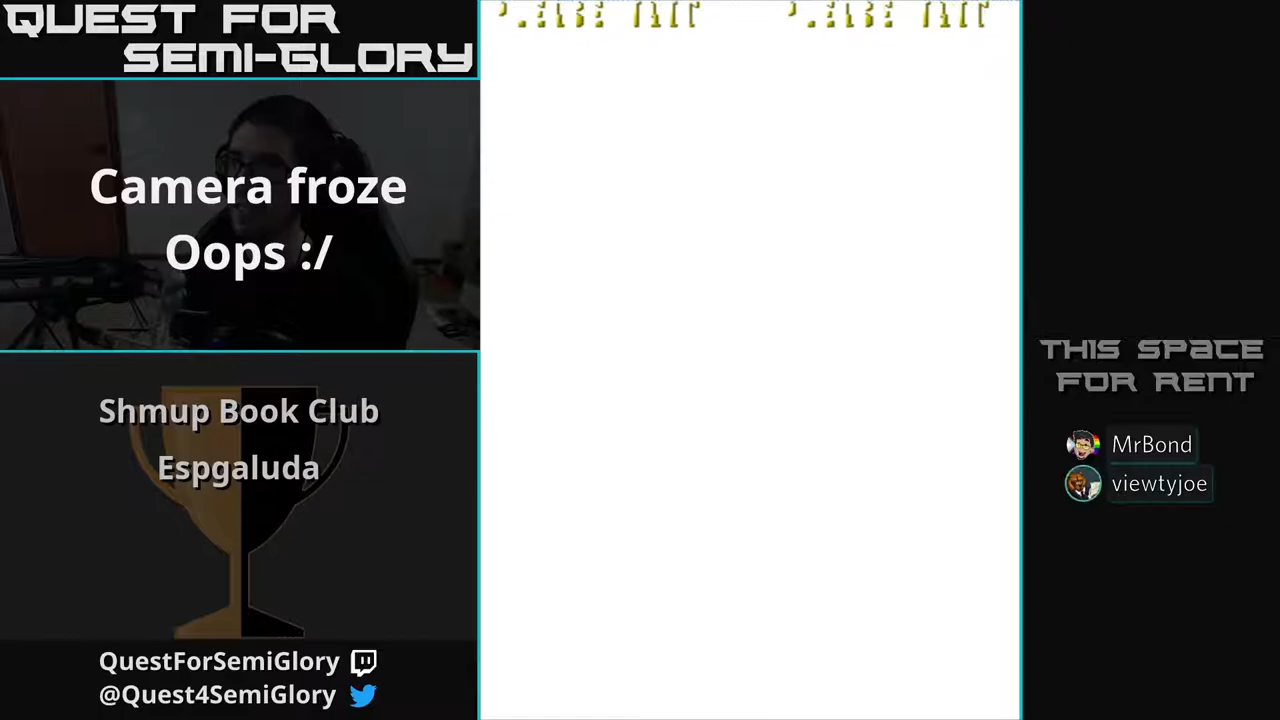 QUEST FOR
SEMI-GLORY
Camera froze
Oops :/
Shmup Book Club
Espgaluda
QuestForSemiGlory
@Quest4SemiGlory
THIS SPACE
FOR RENT
MrBond
viewtyjoe